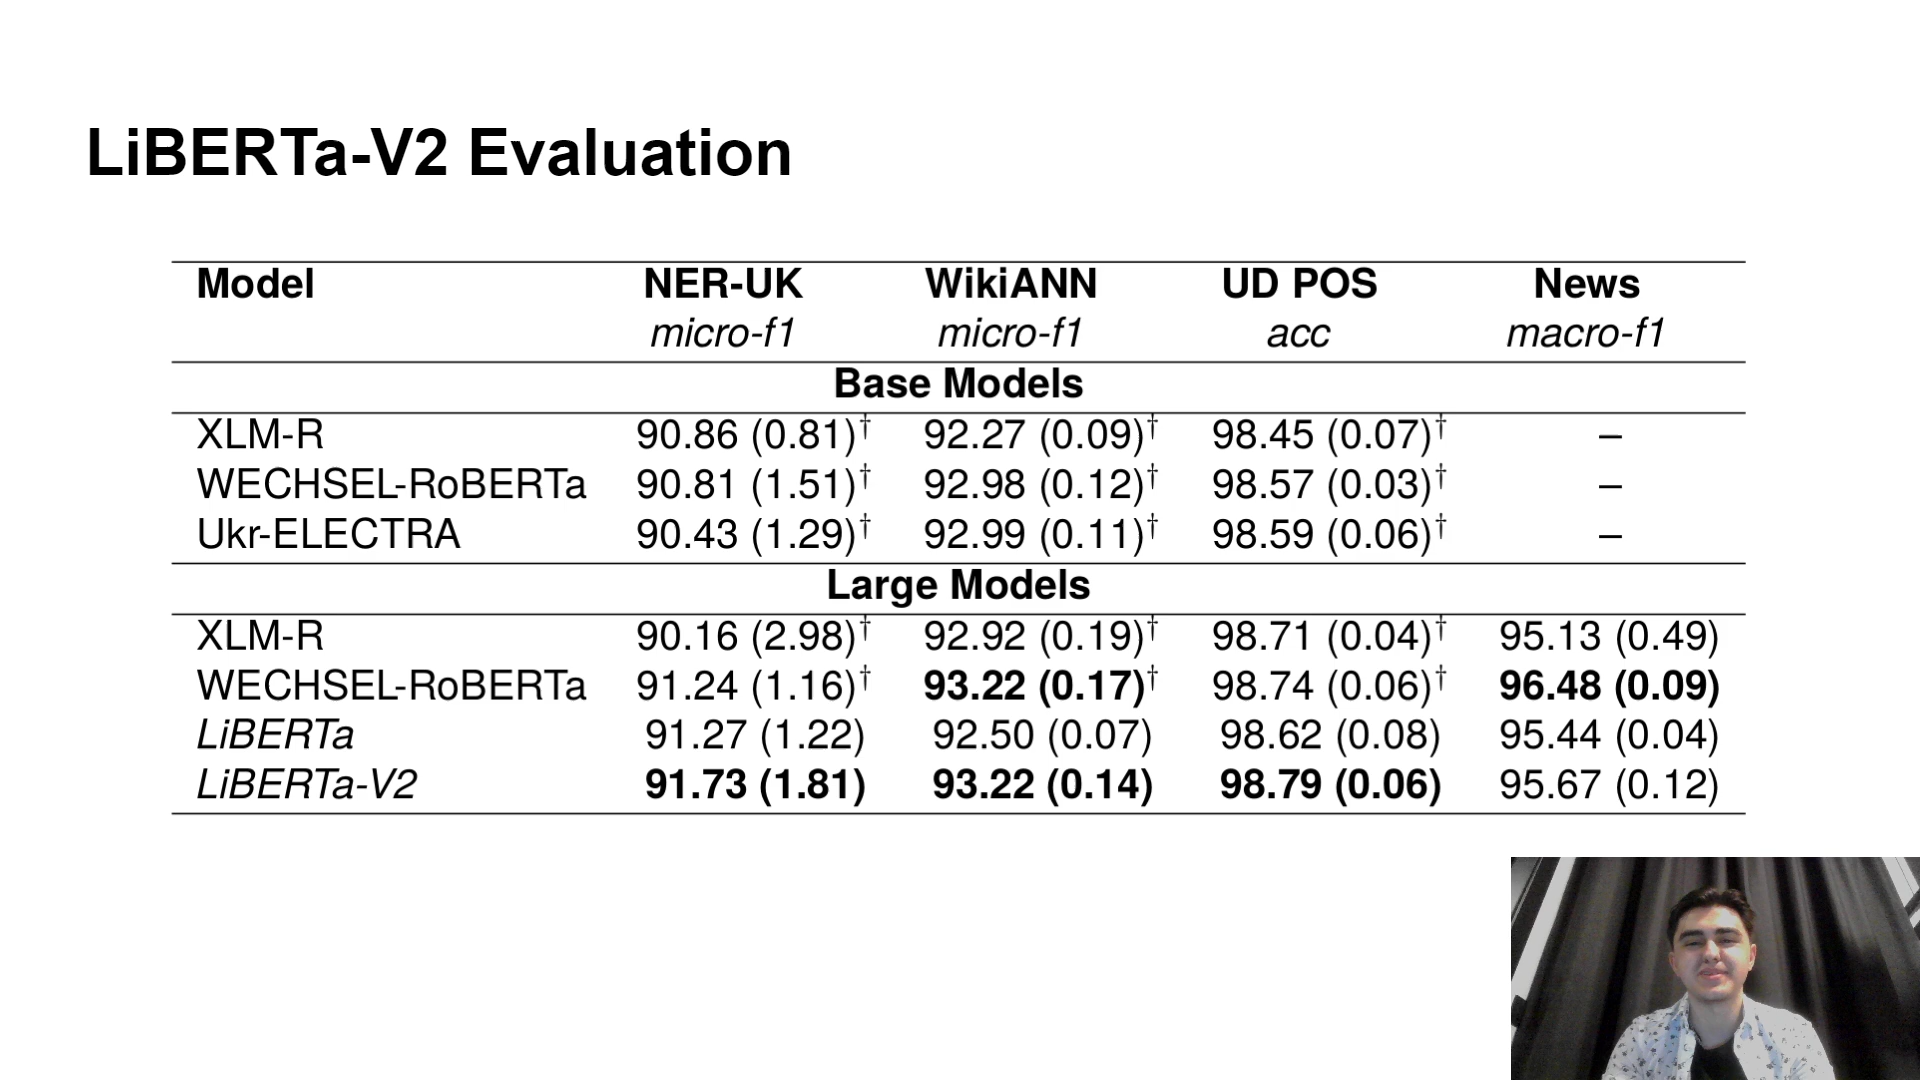 LiBERTa-V2 Evaluation
Model NER-UK WikiANN UD POS News
micro-f1 micro-f1 acc macro-f1
Base Models
XLM-R 90.86 (0.81)† 92.27 (0.09)† 98.45 (0.07)† –
WECHSEL-RoBERTa 90.81 (1.51)† 92.98 (0.12)† 98.57 (0.03)† –
Ukr-ELECTRA 90.43 (1.29)† 92.99 (0.11)† 98.59 (0.06)† –
Large Models
XLM-R 90.16 (2.98)† 92.92 (0.19)† 98.71 (0.04)† 95.13 (0.49)
WECHSEL-RoBERTa 91.24 (1.16)† 93.22 (0.17)† 98.74 (0.06)† 96.48 (0.09)
LiBERTa 91.27 (1.22) 92.50 (0.07) 98.62 (0.08) 95.44 (0.04)
LiBERTa-V2 91.73 (1.81) 93.22 (0.14) 98.79 (0.06) 95.67 (0.12)